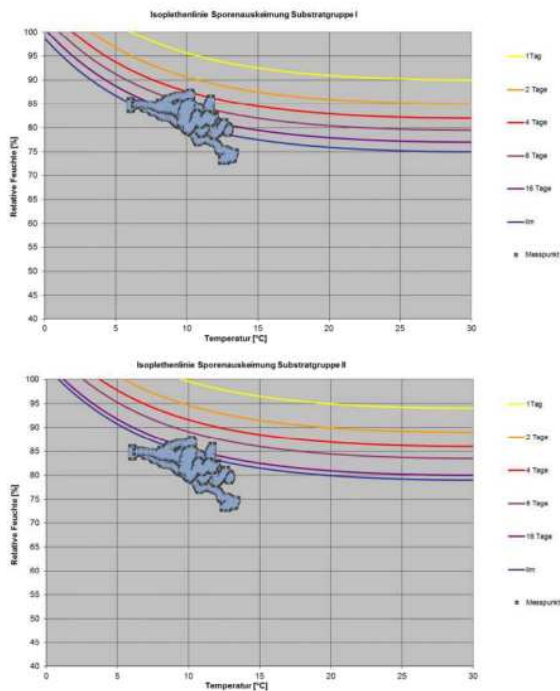 Isoplethenlinie Sporenauskeimung Substratgruppe I
Relative Feuchte [%]
100
95
90
85
80
75
70
65
60
55
50
45
40
0 5 10 15 20 25 30
Temperatur [°C]
1Tag
2 Tage
4 Tage
8 Tage
16 Tage
lim
Messpunkt
Isoplethenlinie Sporenauskeimung Substratgruppe II
Relative Feuchte [%]
100
95
90
85
80
75
70
65
60
55
50
45
40
0 5 10 15 20 25 30
Temperatur [°C]
1Tag
2 Tage
4 Tage
8 Tage
16 Tage
lim
Messpunkt